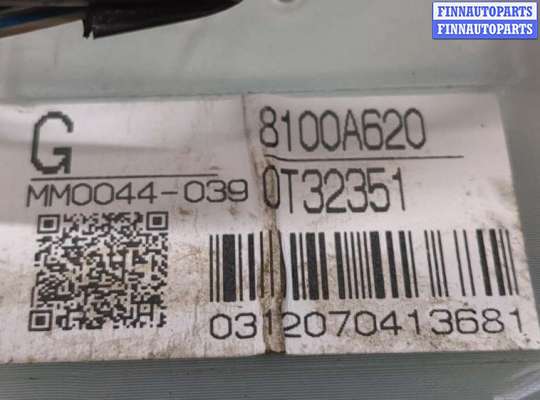 FINNAUTOPARTS
FINNAUTOPARTS
G
8100A620
MM0044-039
0T32351
0312070413681